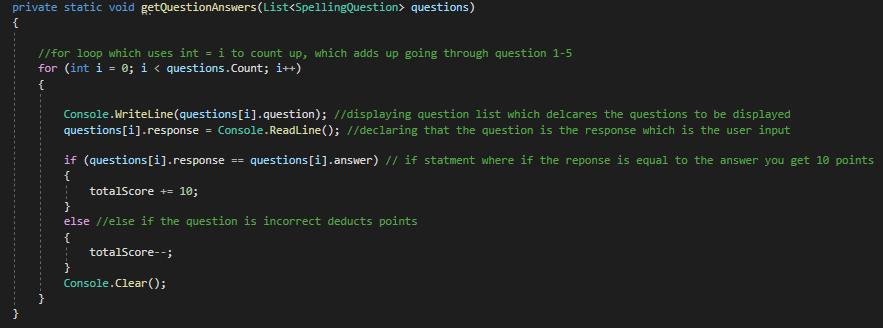 private static void getQuestionAnswers(List<SpellingQuestion> questions)
{
//for loop which uses int = i to count up, which adds up going through question 1-5
for (int i = 0; i < questions.Count; i++)
{
Console.WriteLine(questions[i].question); //displaying question list which delcares the questions to be displayed
questions[i].response = Console.ReadLine(); //declaring that the question is the response which is the user input
if (questions[i].response == questions[i].answer) // if statment where if the reponse is equal to the answer you get 10 points
{
totalScore += 10;
}
else //else if the question is incorrect deducts points
{
totalScore--;
}
Console.Clear();
}
}